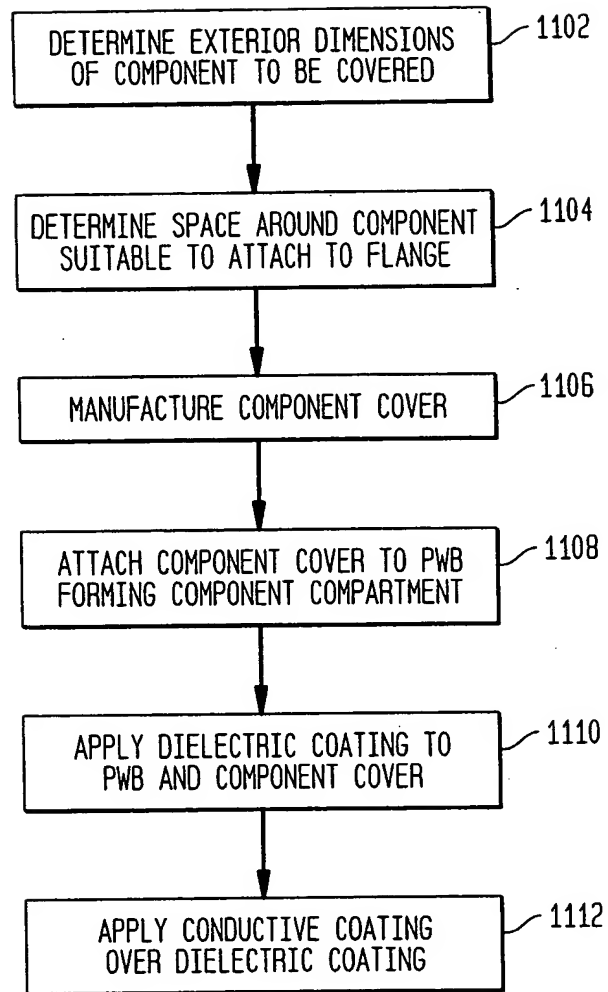 DETERMINE EXTERIOR DIMENSIONS
OF COMPONENT TO BE COVERED
1102
DETERMINE SPACE AROUND COMPONENT
SUITABLE TO ATTACH TO FLANGE
1104
MANUFACTURE COMPONENT COVER
1106
ATTACH COMPONENT COVER TO PWB
FORMING COMPONENT COMPARTMENT
1108
APPLY DIELECTRIC COATING TO
PWB AND COMPONENT COVER
1110
APPLY CONDUCTIVE COATING
OVER DIELECTRIC COATING
1112